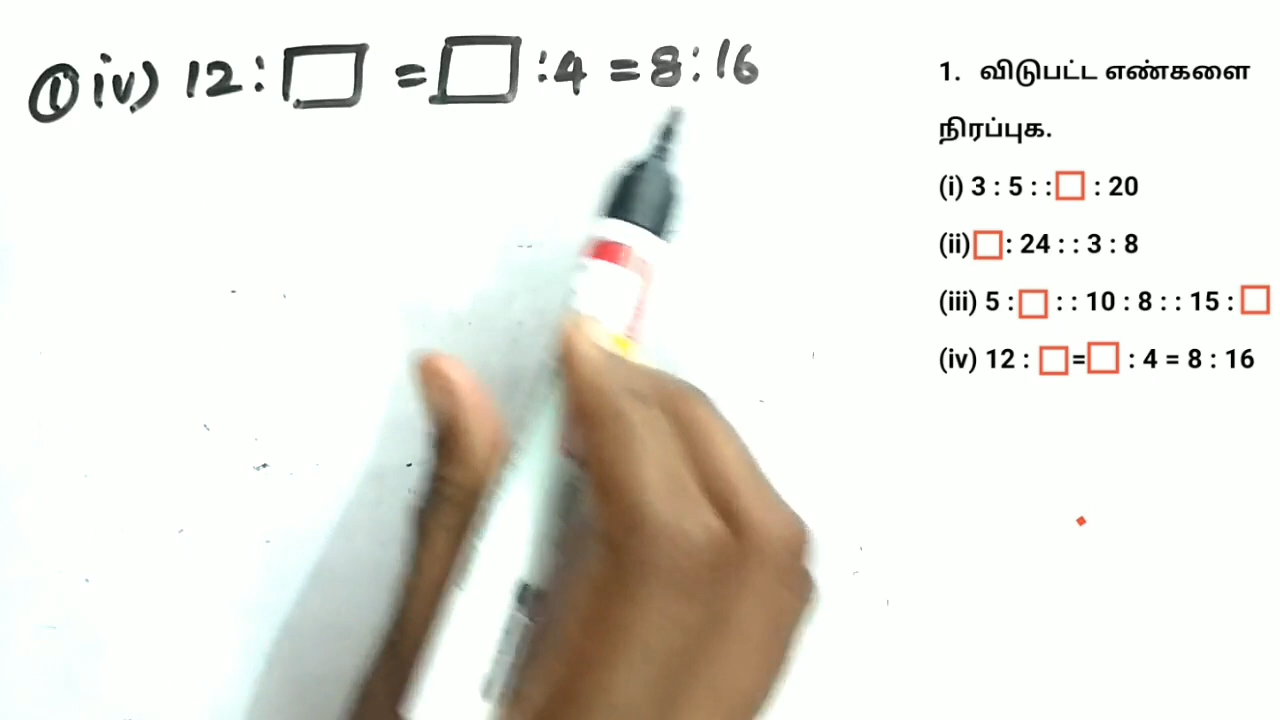 ① iv) 12 : □ = □ : 4 = 8 : 16
1. விடுபட்ட எண்களை
நிரப்புக.
(i) 3 : 5 : : □ : 20
(ii) □ : 24 : : 3 : 8
(iii) 5 : □ : : 10 : 8 : : 15 : □
(iv) 12 : □ = □ : 4 = 8 : 16